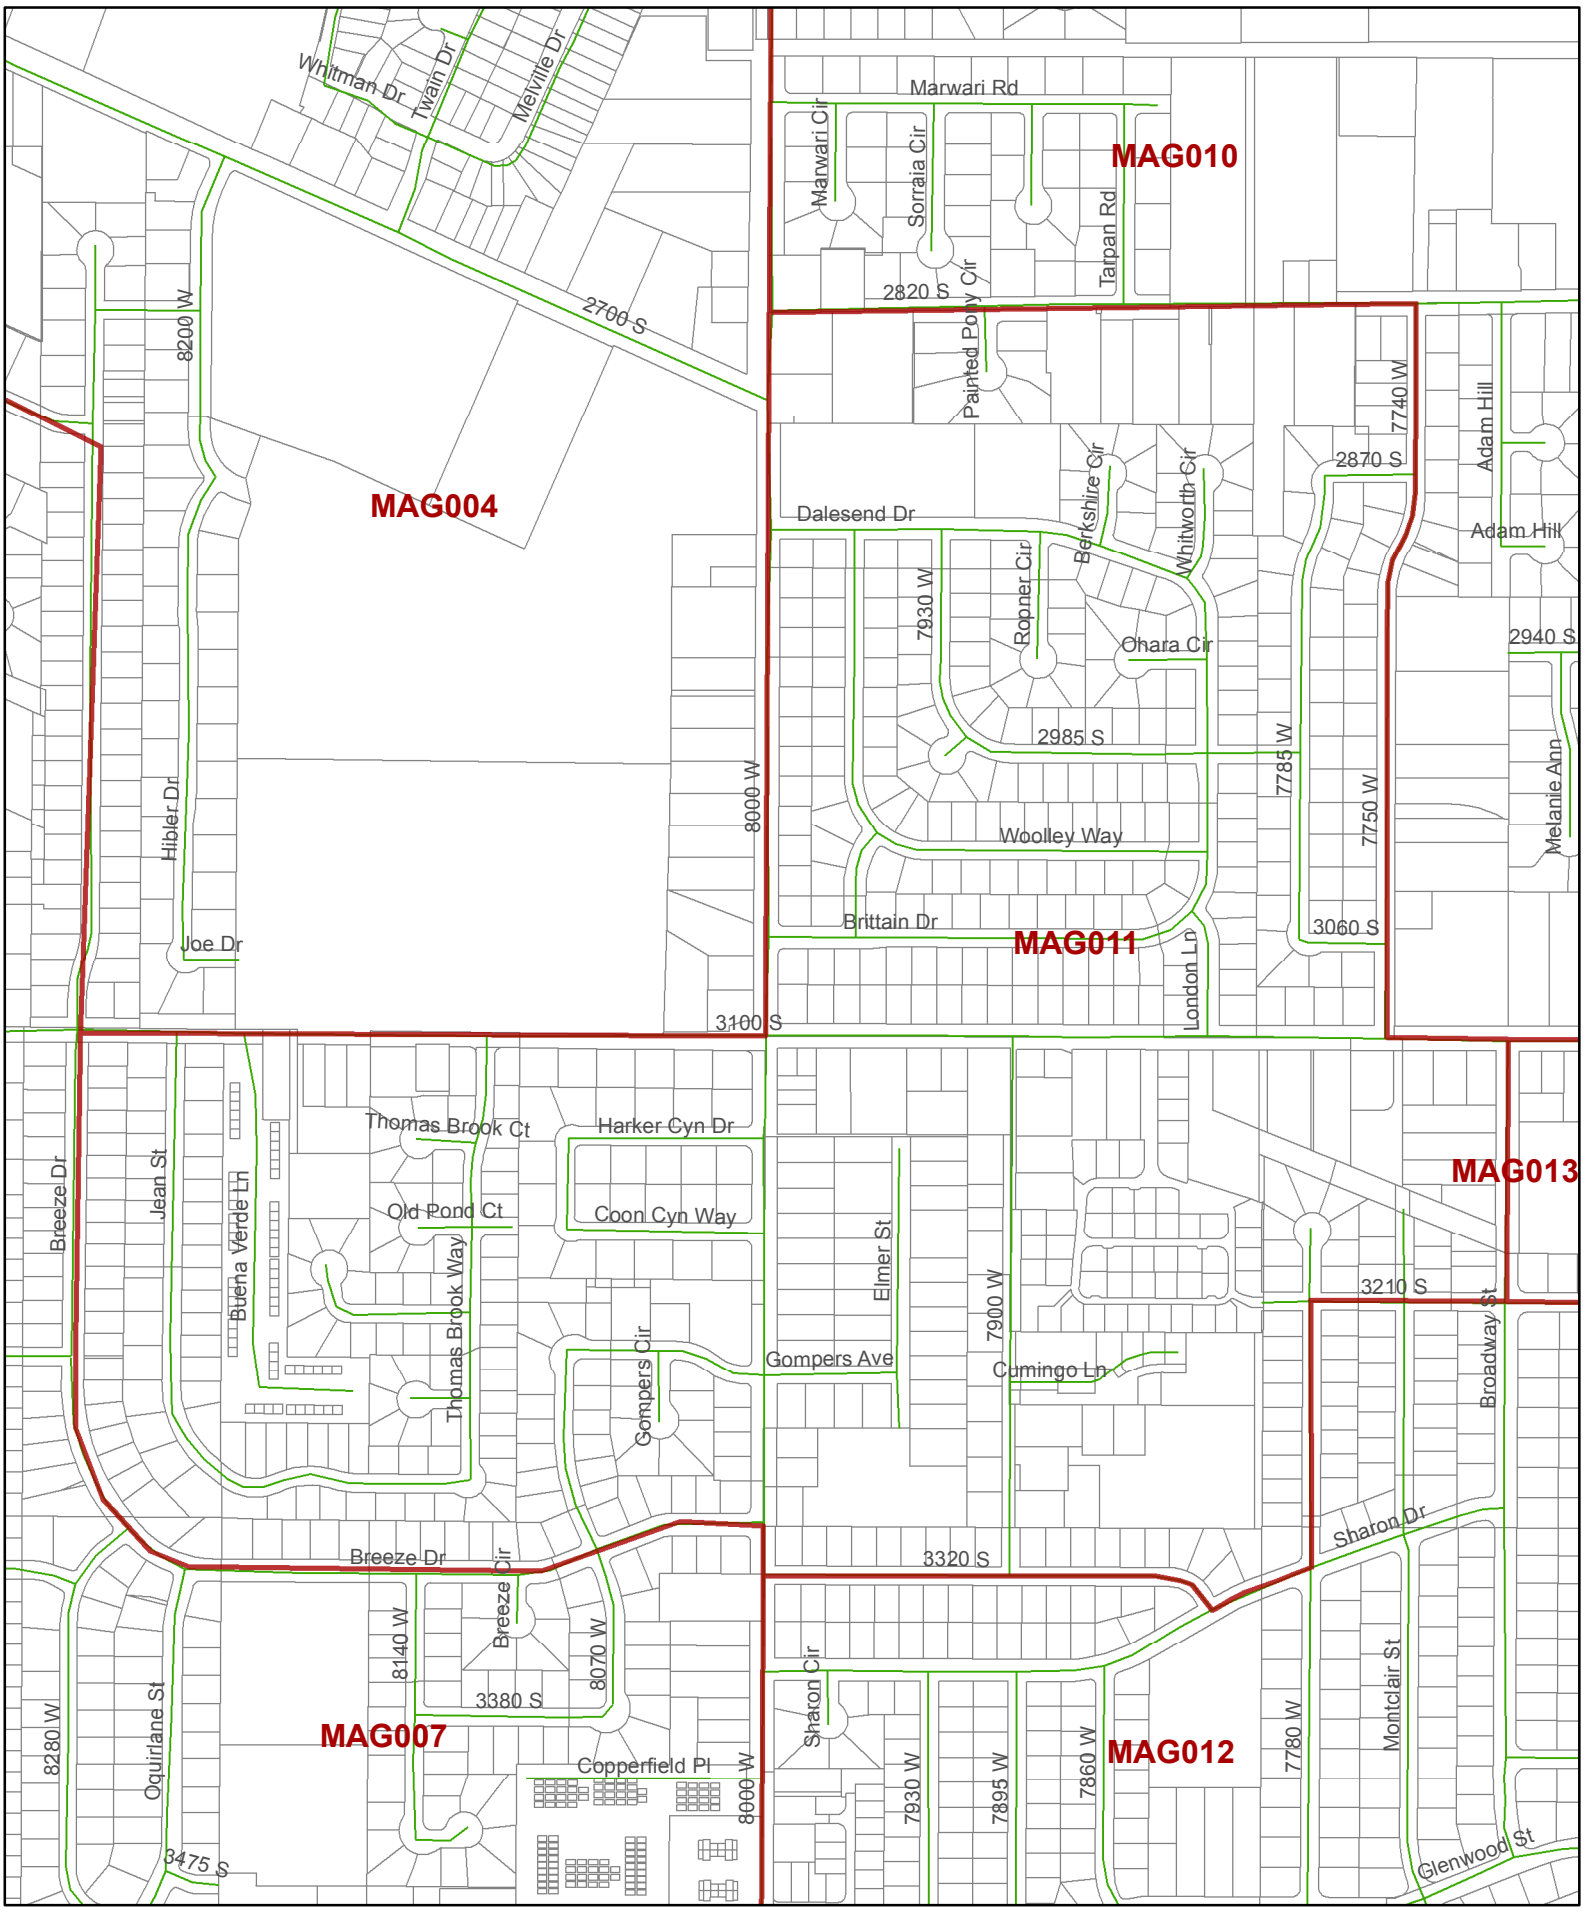 Whitman Dr
Twain Dr
Melville Dr
Marwari Rd
Marwari Cir
Sorraia Cir
MAG010
Tarpan Rd
8200 W
2700 S
2820 S
Painted Pony Cir
7740 W
Adam Hill
2870 S
MAG004
Dalesend Dr
Berkshire Cir
Whitworth Cir
Adam Hill
7930 W
Ropner Cir
Ohara Cir
2940 S
2985 S
7785 W
Hibler Dr
8000 W
Woolley Way
7750 W
Melanie Ann
Joe Dr
Brittain Dr
MAG011
London Ln
3060 S
3100 S
Thomas Brook Ct
Harker Cyn Dr
Breeze Dr
Jean St
Buena Verde Ln
Old Pond Ct
Coon Cyn Way
MAG013
Elmer St
7900 W
3210 S
Thomas Brook Way
Gompers Cir
Gompers Ave
Cumingo Ln
Broadway St
Breeze Dr
Breeze Cir
3320 S
Sharon Dr
8140 W
8070 W
3380 S
Sharon Cir
Montclair St
8280 W
Oquirlane St
MAG007
Copperfield Pl
8000 W
7930 W
7895 W
7860 W
MAG012
7780 W
3475 S
Glenwood St